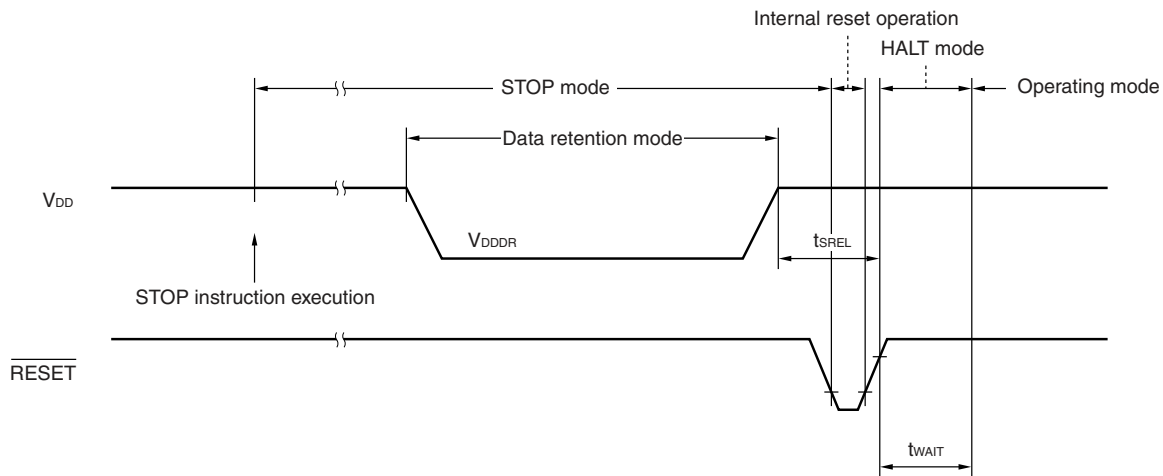 Internal reset operation
HALT mode
STOP mode
Operating mode
Data retention mode
VDD
VDDDR
tSREL
STOP instruction execution
RESET
tWAIT